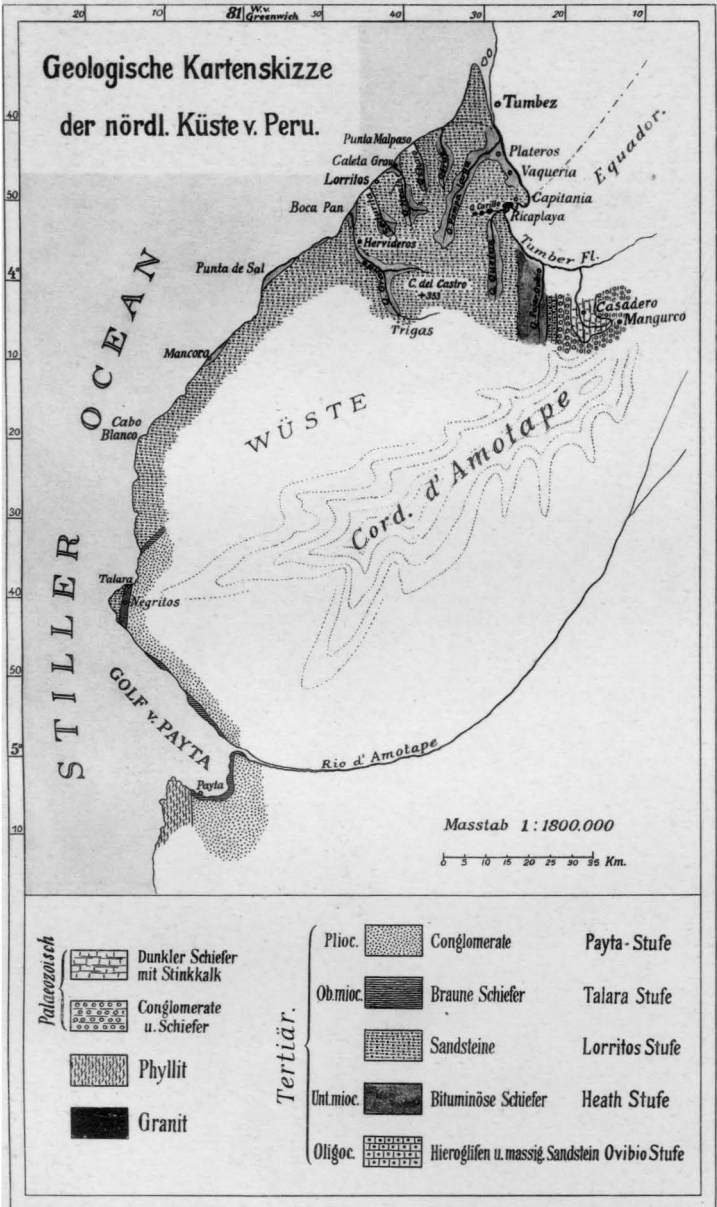 20 10 81 W.v. Greenwich 50 40 30 20 10
Geologische Kartenskizze
der nördl. Küste v. Peru.
40
50
4°
10
20
30
40
50
5°
10
Tumbez
Punta Malpaso
Caleta Grau
Plateros
Lorritos
Vaqueria
Equador.
Boca Pan
Q. Carillo
Capitania
Ricaplaya
Hervideros
Tumber Fl.
Punta de Sal
C. del Castro
+353
Casadero
Mangurco
Trigas
Mancora
Cabo
Blanco
WÜSTE
Cord. d' Amotape
STILLER OCEAN
Talara
Negritos
GOLF v. PAYTA
Rio d' Amotape
Payta
Masstab 1:1800.000
0 5 10 15 20 25 30 35 Km.
Palaeozoisch
Dunkler Schiefer
mit Stinkkalk
Conglomerate
u. Schiefer
Phyllit
Granit
Tertiär.
Plioc. Conglomerate Payta-Stufe
Ob.mioc. Braune Schiefer Talara Stufe
Sandsteine Lorritos Stufe
Unt.mioc. Bituminöse Schiefer Heath Stufe
Oligoc. Hieroglifen u. massig. Sandstein Ovibio Stufe